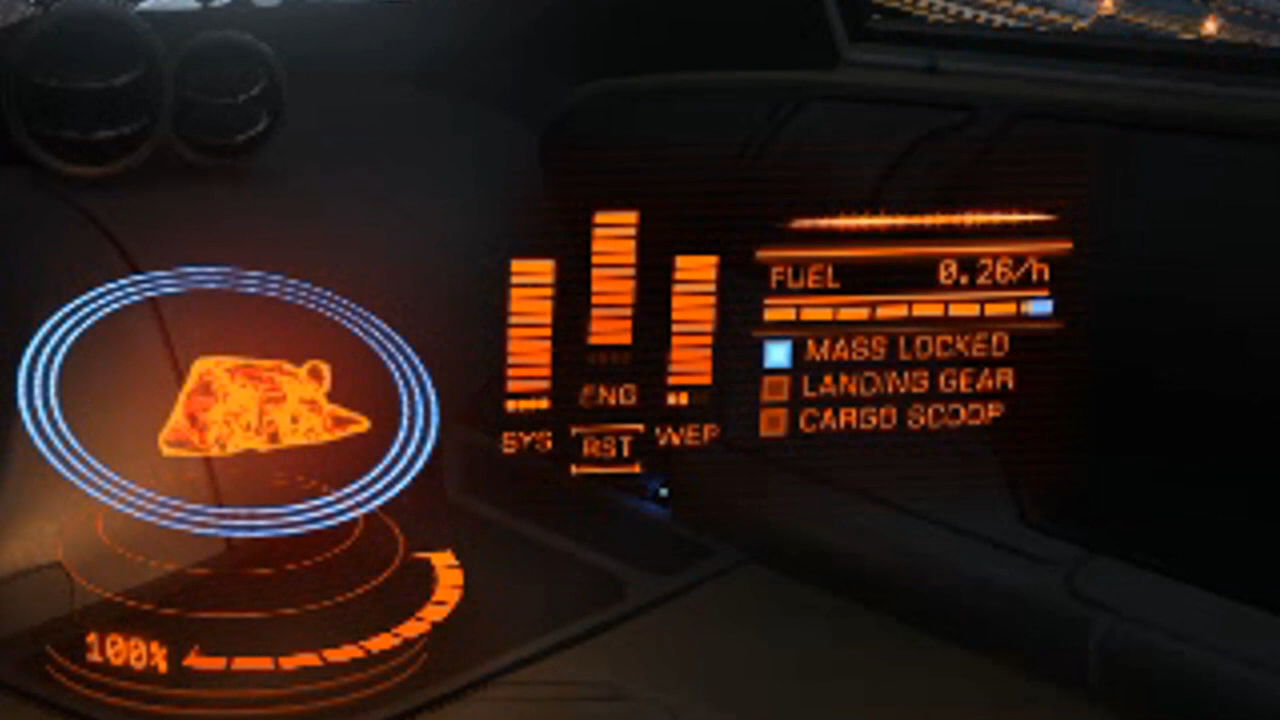 FUEL 0.26/h
MASS LOCKED
LANDING GEAR
CARGO SCOOP
ENG
SYS RST WEP
100%